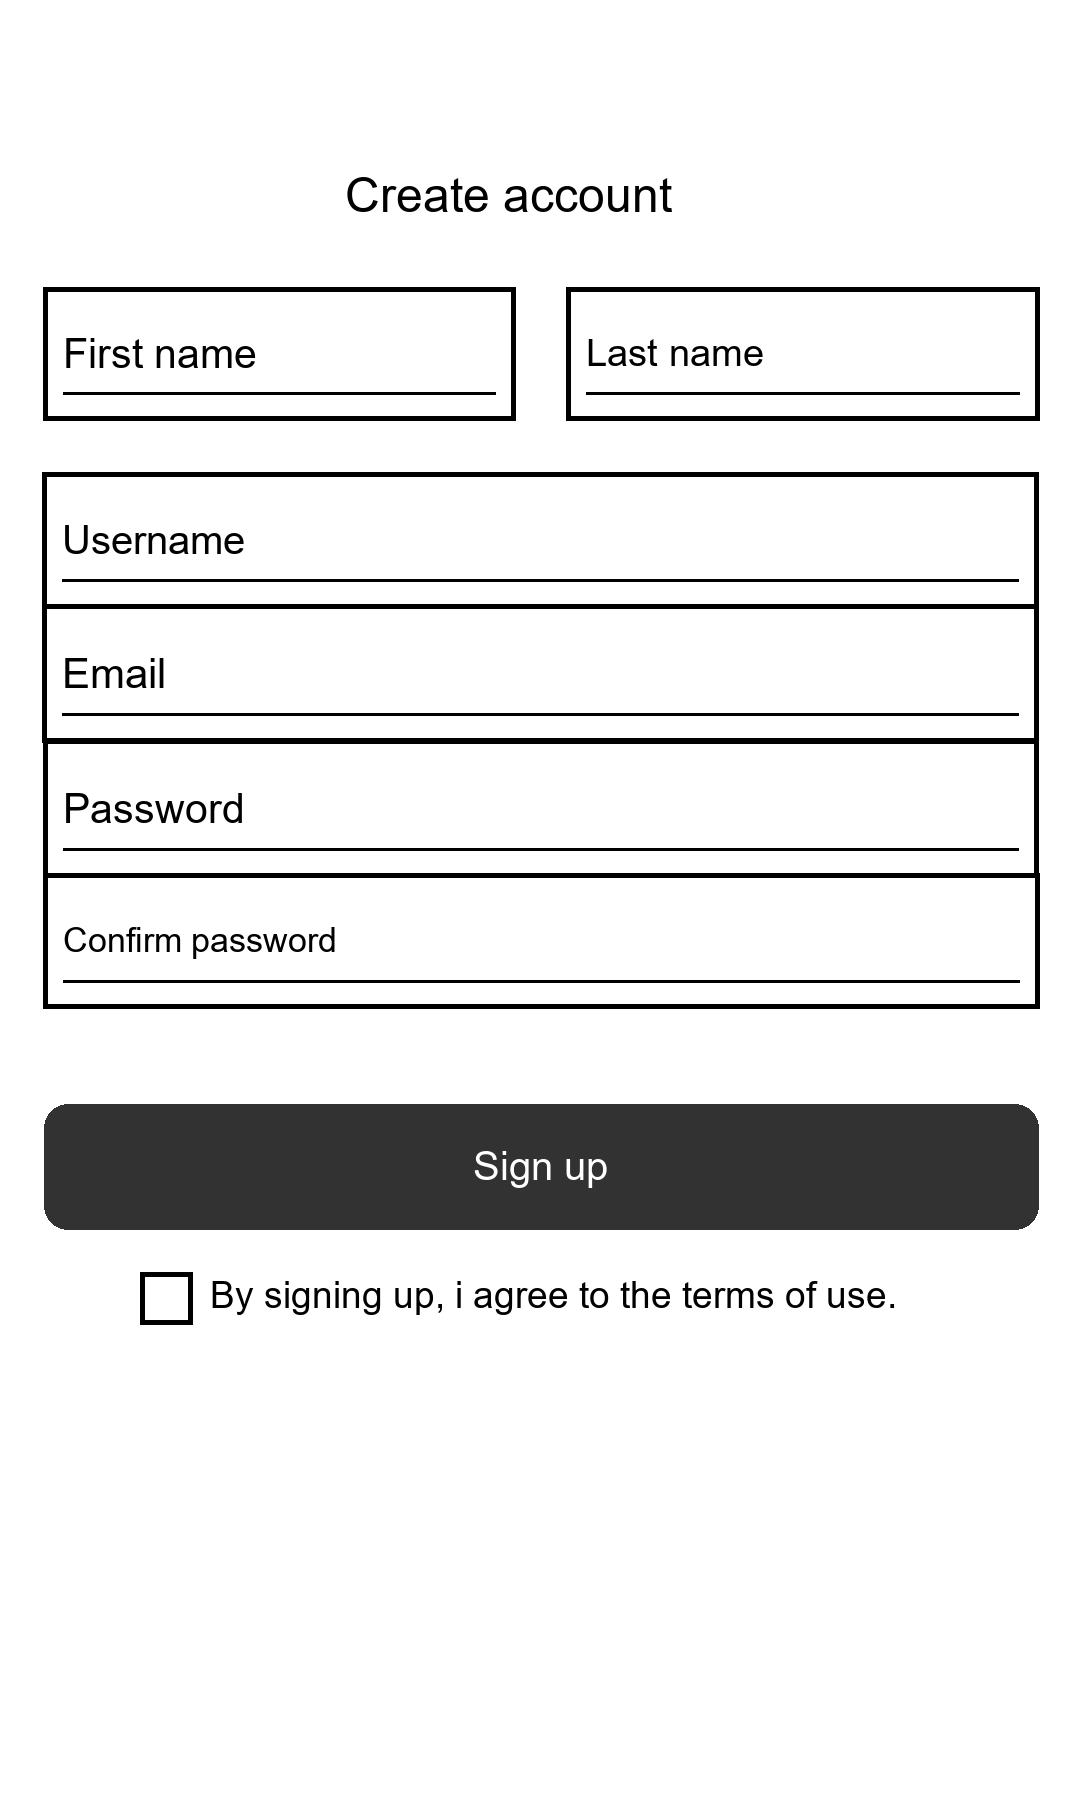 Create account
First name
Last name
Username
Email
Password
Confirm password
Sign up
By signing up, i agree to the terms of use.